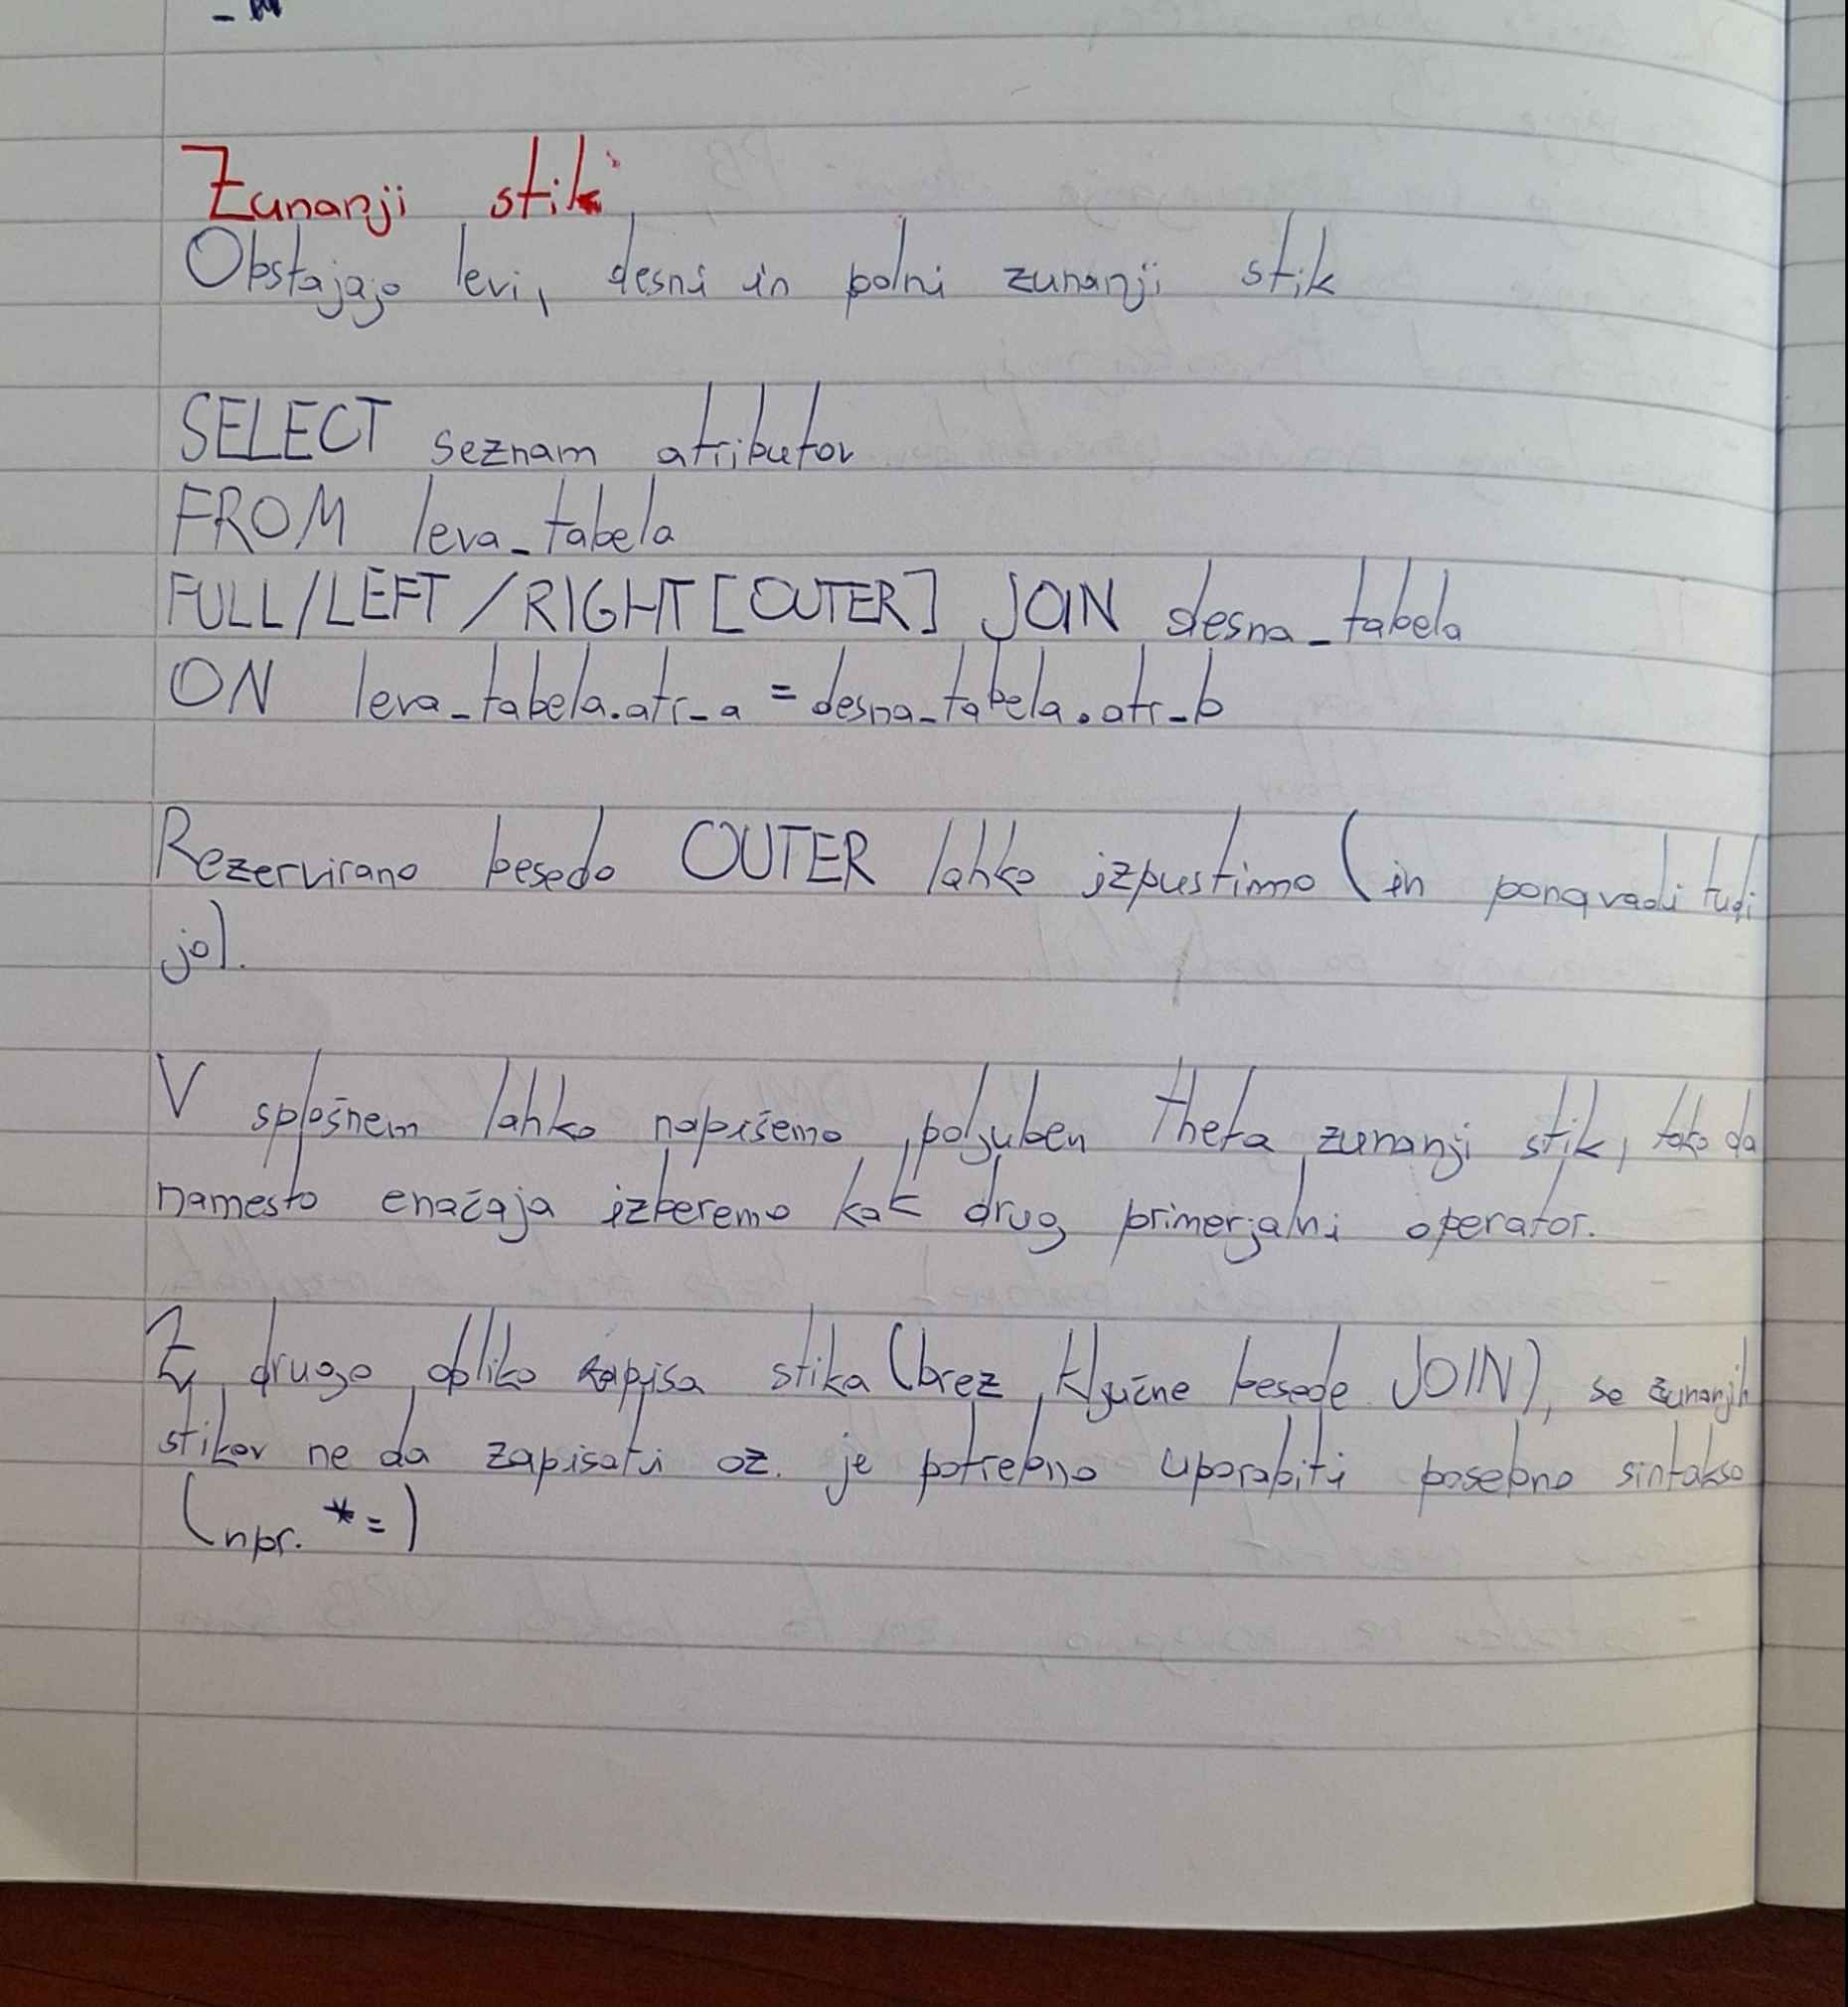 Zunanji stik
Obstajajo levi, desni in polni zunanji stik
SELECT seznam atributov
FROM leva_tabela
FULL/LEFT/RIGHT [OUTER] JOIN desna_tabela
ON leva_tabela.atr_a = desna_tabela.atr_b
Rezervirano besedo OUTER lahko izpustimo (in ponavadi tudi
jo).
V splošnem lahko napišemo poljuben theta zunanji stik, tako da
namesto enačaja izberemo kak drug primerjalni operator.
Z drugo obliko zapisa stika (brez ključne besede JOIN), se zunanjih
stikov ne da zapisati oz. je potrebno uporabiti posebno sintakso
(npr. *=)